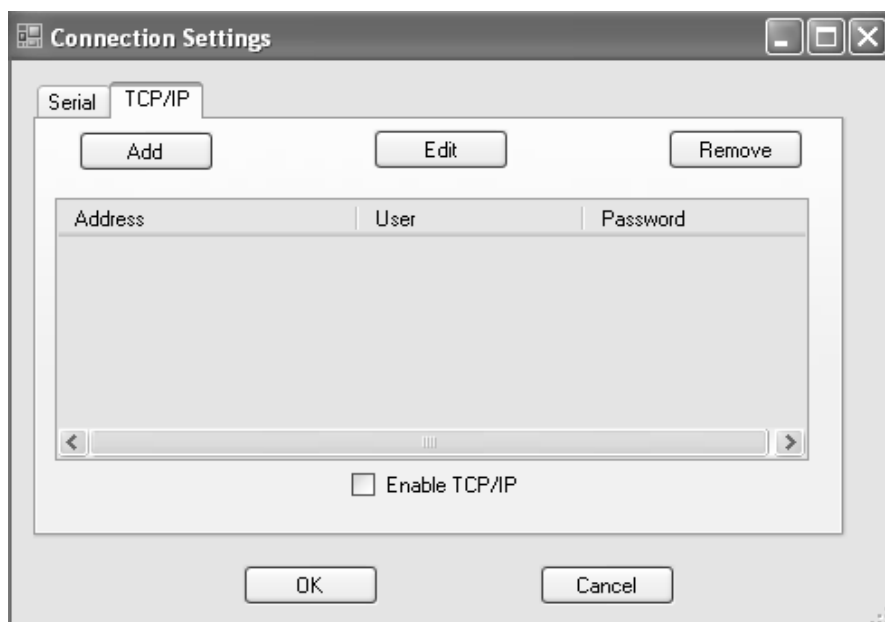 Connection Settings
Serial TCP/IP
Add Edit Remove
Address User Password
Enable TCP/IP
OK Cancel